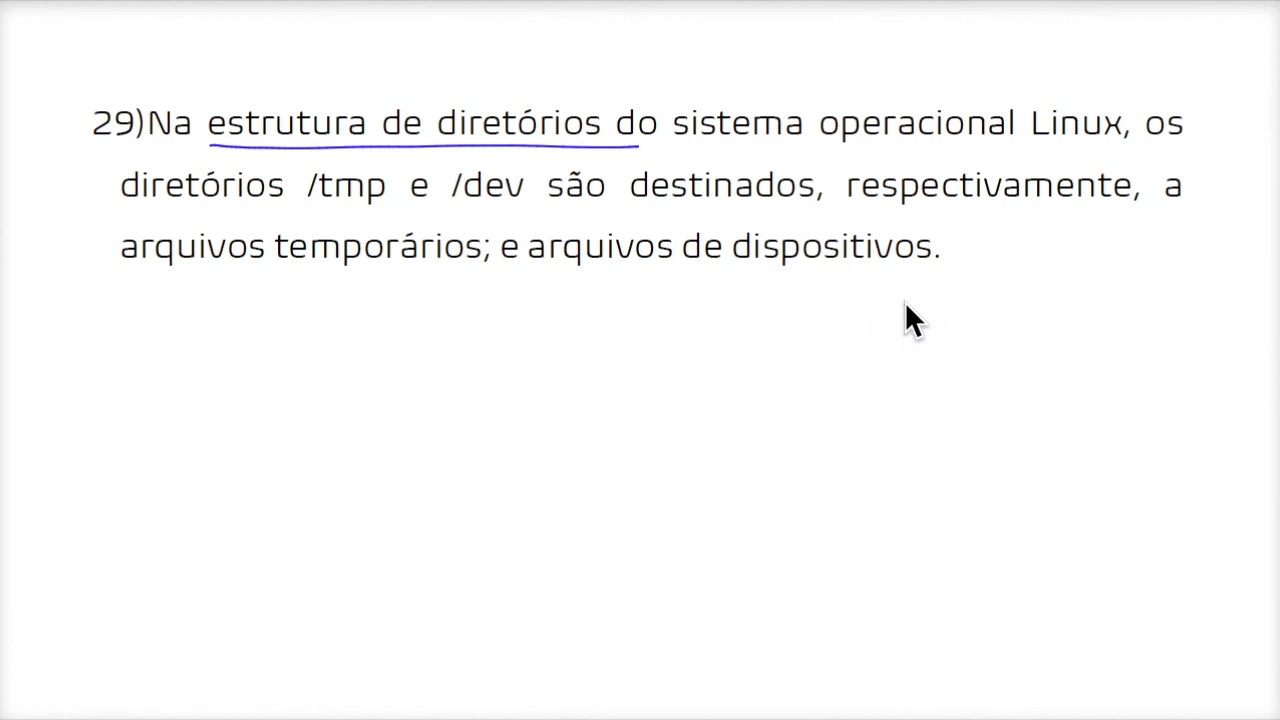 29)Na estrutura de diretórios do sistema operacional Linux, os
diretórios /tmp e /dev são destinados, respectivamente, a
arquivos temporários; e arquivos de dispositivos.